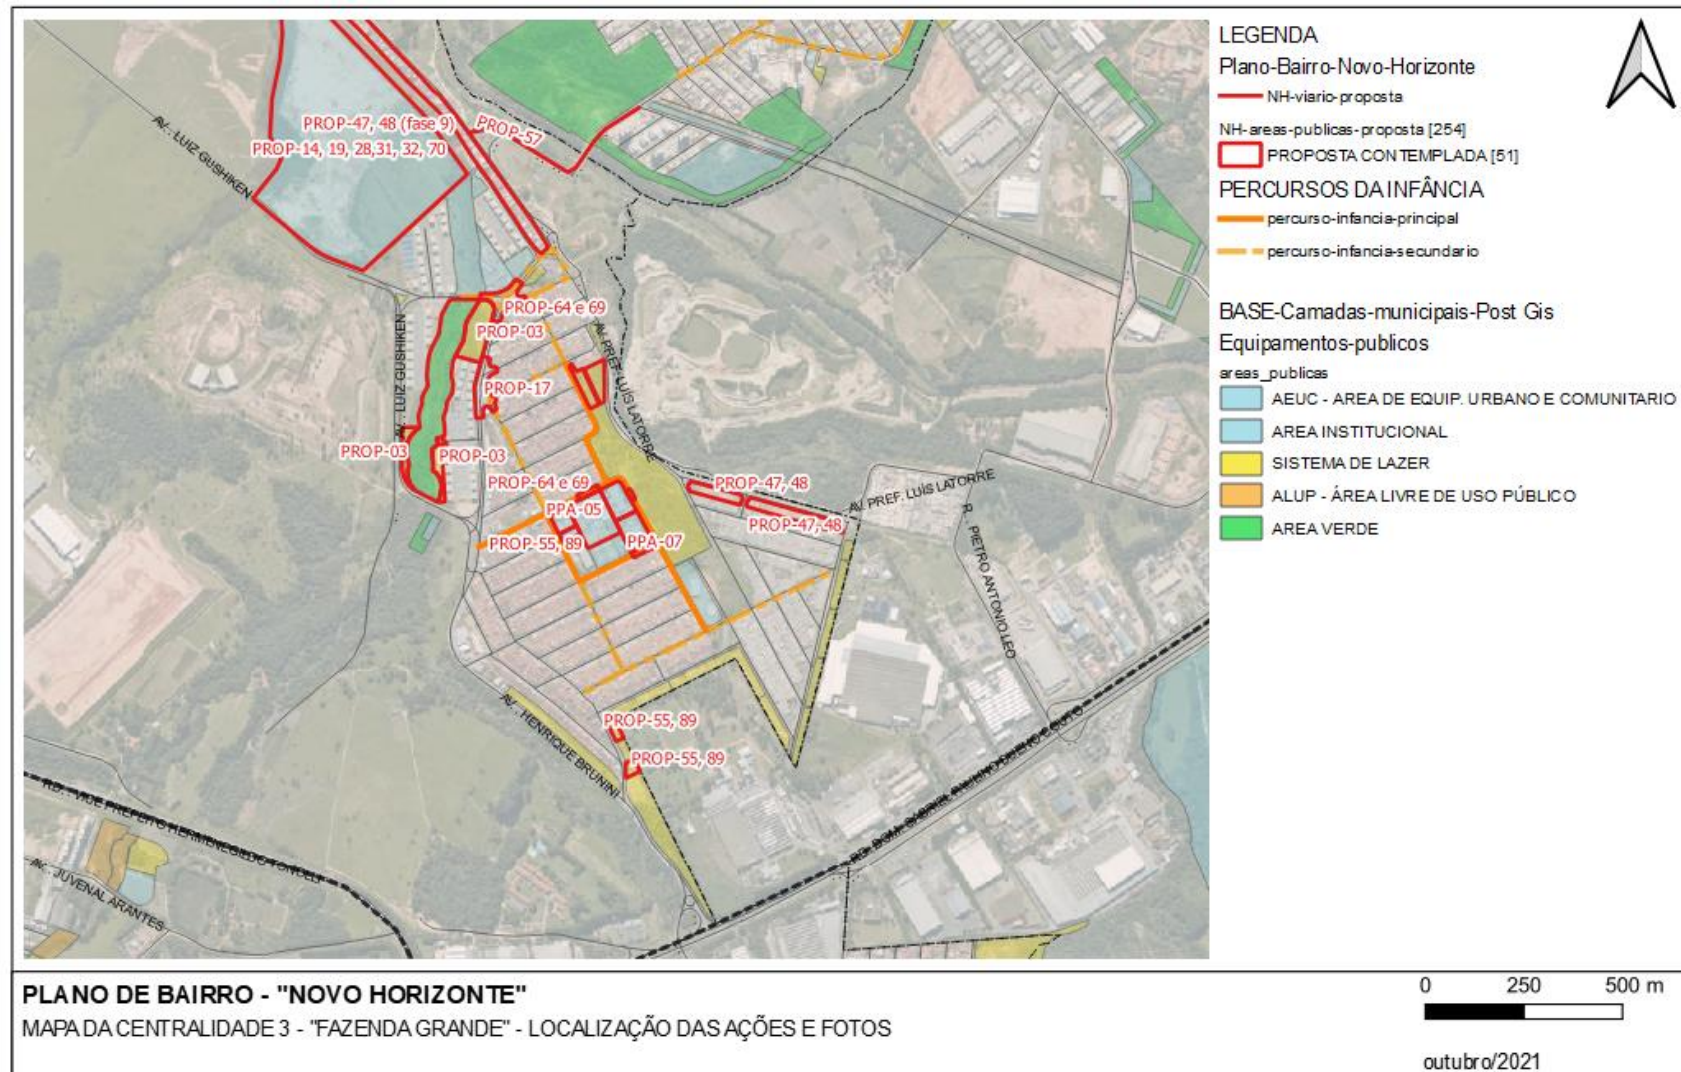 PROP-47, 48 (fase 9)
PROP-57
PROP-14, 19, 28,31, 32, 70
AV.. LUIZ GUSHIKEN
PROP-64 e 69
PROP-03
AV. LUIZ GUSHIKEN
AV. PREF. LUÍS LATORRE
PROP-17
PROP-03
PROP-03
PROP-64 e 69
PROP-47, 48
AV. PREF. LUÍS LATORRE
PPA-05
PROP-47, 48
PROP-55, 89
PPA-07
R.. PIETRO ANTONIO LEO
PROP-55, 89
AV.. HENRIQUE BRUNINI
PROP-55, 89
AV.. JUVENAL ARANTES
LEGENDA
Plano-Bairro-Novo-Horizonte
NH-viario-proposta
NH-areas-publicas-proposta [254]
PROPOSTA CONTEMPLADA [51]
PERCURSOS DA INFÂNCIA
percurso-infancia-principal
percurso-infancia-secundario
BASE-Camadas-municipais-Post Gis
Equipamentos-publicos
areas_publicas
AEUC - AREA DE EQUIP. URBANO E COMUNITARIO
AREA INSTITUCIONAL
SISTEMA DE LAZER
ALUP - ÁREA LIVRE DE USO PÚBLICO
AREA VERDE
PLANO DE BAIRRO - "NOVO HORIZONTE"
MAPA DA CENTRALIDADE 3 - "FAZENDA GRANDE" - LOCALIZAÇÃO DAS AÇÕES E FOTOS
0 250 500 m
outubro/2021